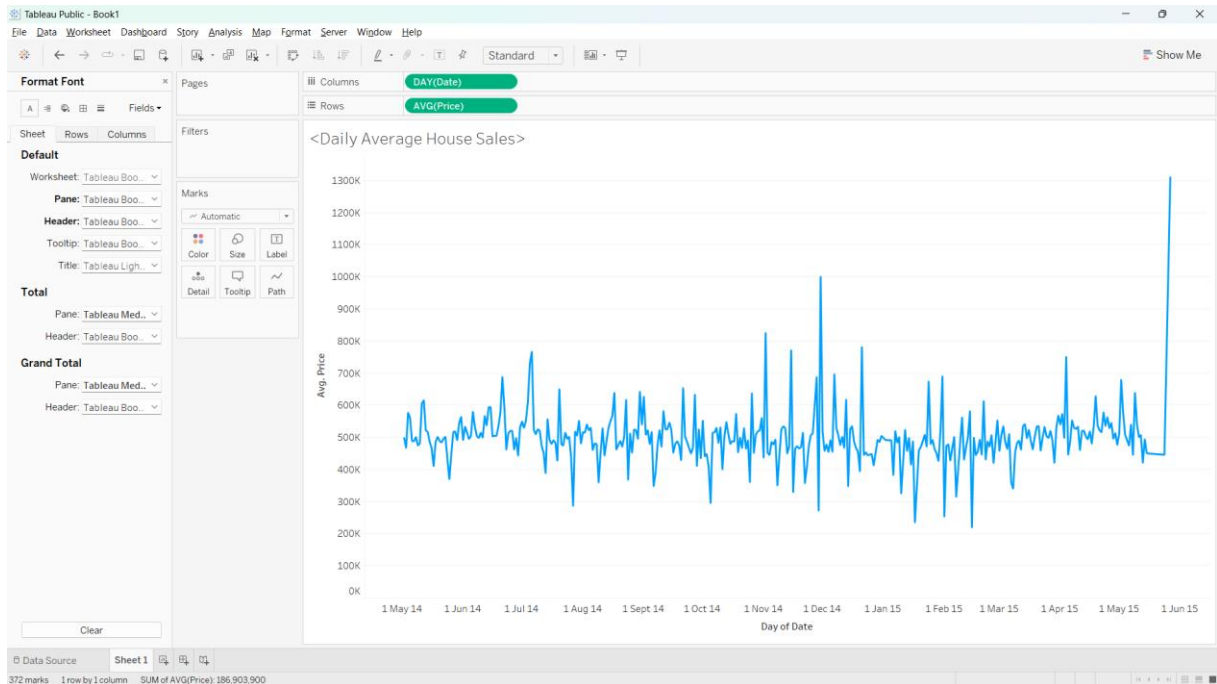 Tableau Public - Book1
File Data Worksheet Dashboard Story Analysis Map Format Server Window Help
Standard
Show Me
Format Font
Fields
Sheet Rows Columns
Default
Worksheet: Tableau Boo..
Pane: Tableau Boo..
Header: Tableau Boo..
Tooltip: Tableau Boo..
Title: Tableau Ligh..
Total
Pane: Tableau Med..
Header: Tableau Boo..
Grand Total
Pane: Tableau Med..
Header: Tableau Boo..
Clear
Pages
Filters
Marks
Automatic
Color Size Label
Detail Tooltip Path
Columns DAY(Date)
Rows AVG(Price)
<Daily Average House Sales>
1300K
1200K
1100K
1000K
900K
800K
700K
600K
500K
400K
300K
200K
100K
0K
Avg. Price
1 May 14 1 Jun 14 1 Jul 14 1 Aug 14 1 Sept 14 1 Oct 14 1 Nov 14 1 Dec 14 1 Jan 15 1 Feb 15 1 Mar 15 1 Apr 15 1 May 15 1 Jun 15
Day of Date
Data Source Sheet 1
372 marks 1 row by 1 column SUM of AVG(Price): 186,903,900